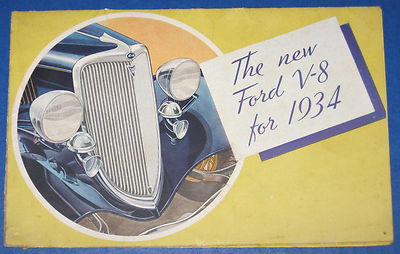 The new
Ford V-8
for 1934